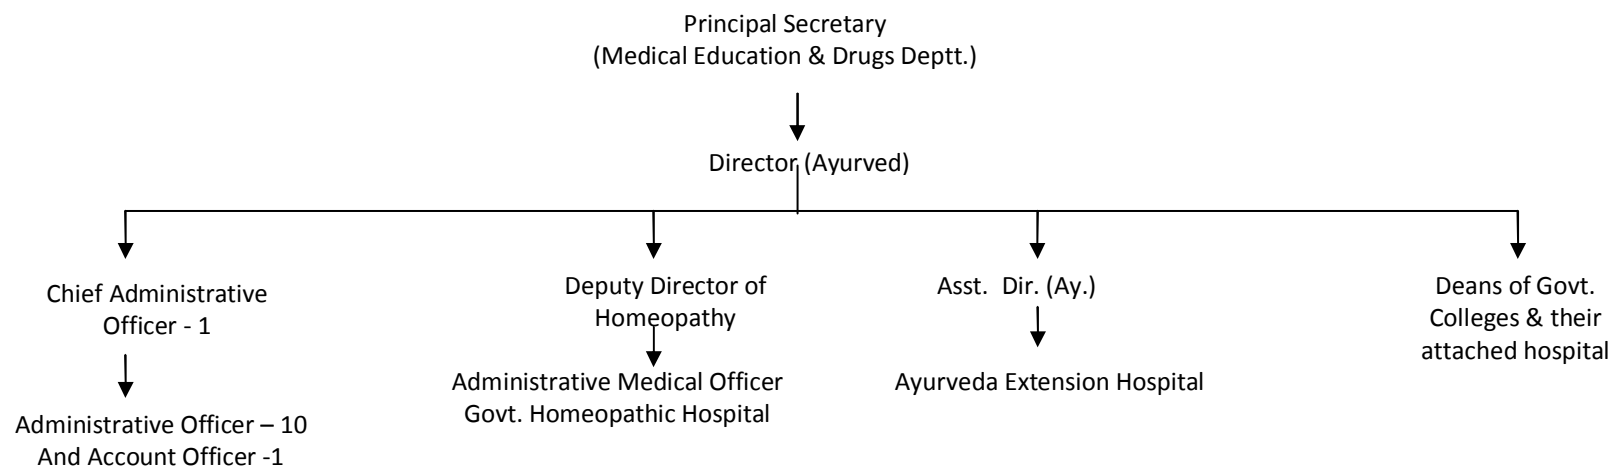 Principal Secretary
(Medical Education & Drugs Deptt.)
Director (Ayurved)
Chief Administrative
Officer - 1
Administrative Officer – 10
And Account Officer -1
Deputy Director of
Homeopathy
Administrative Medical Officer
Govt. Homeopathic Hospital
Asst.  Dir. (Ay.)
Ayurveda Extension Hospital
Deans of Govt.
Colleges & their
attached hospital